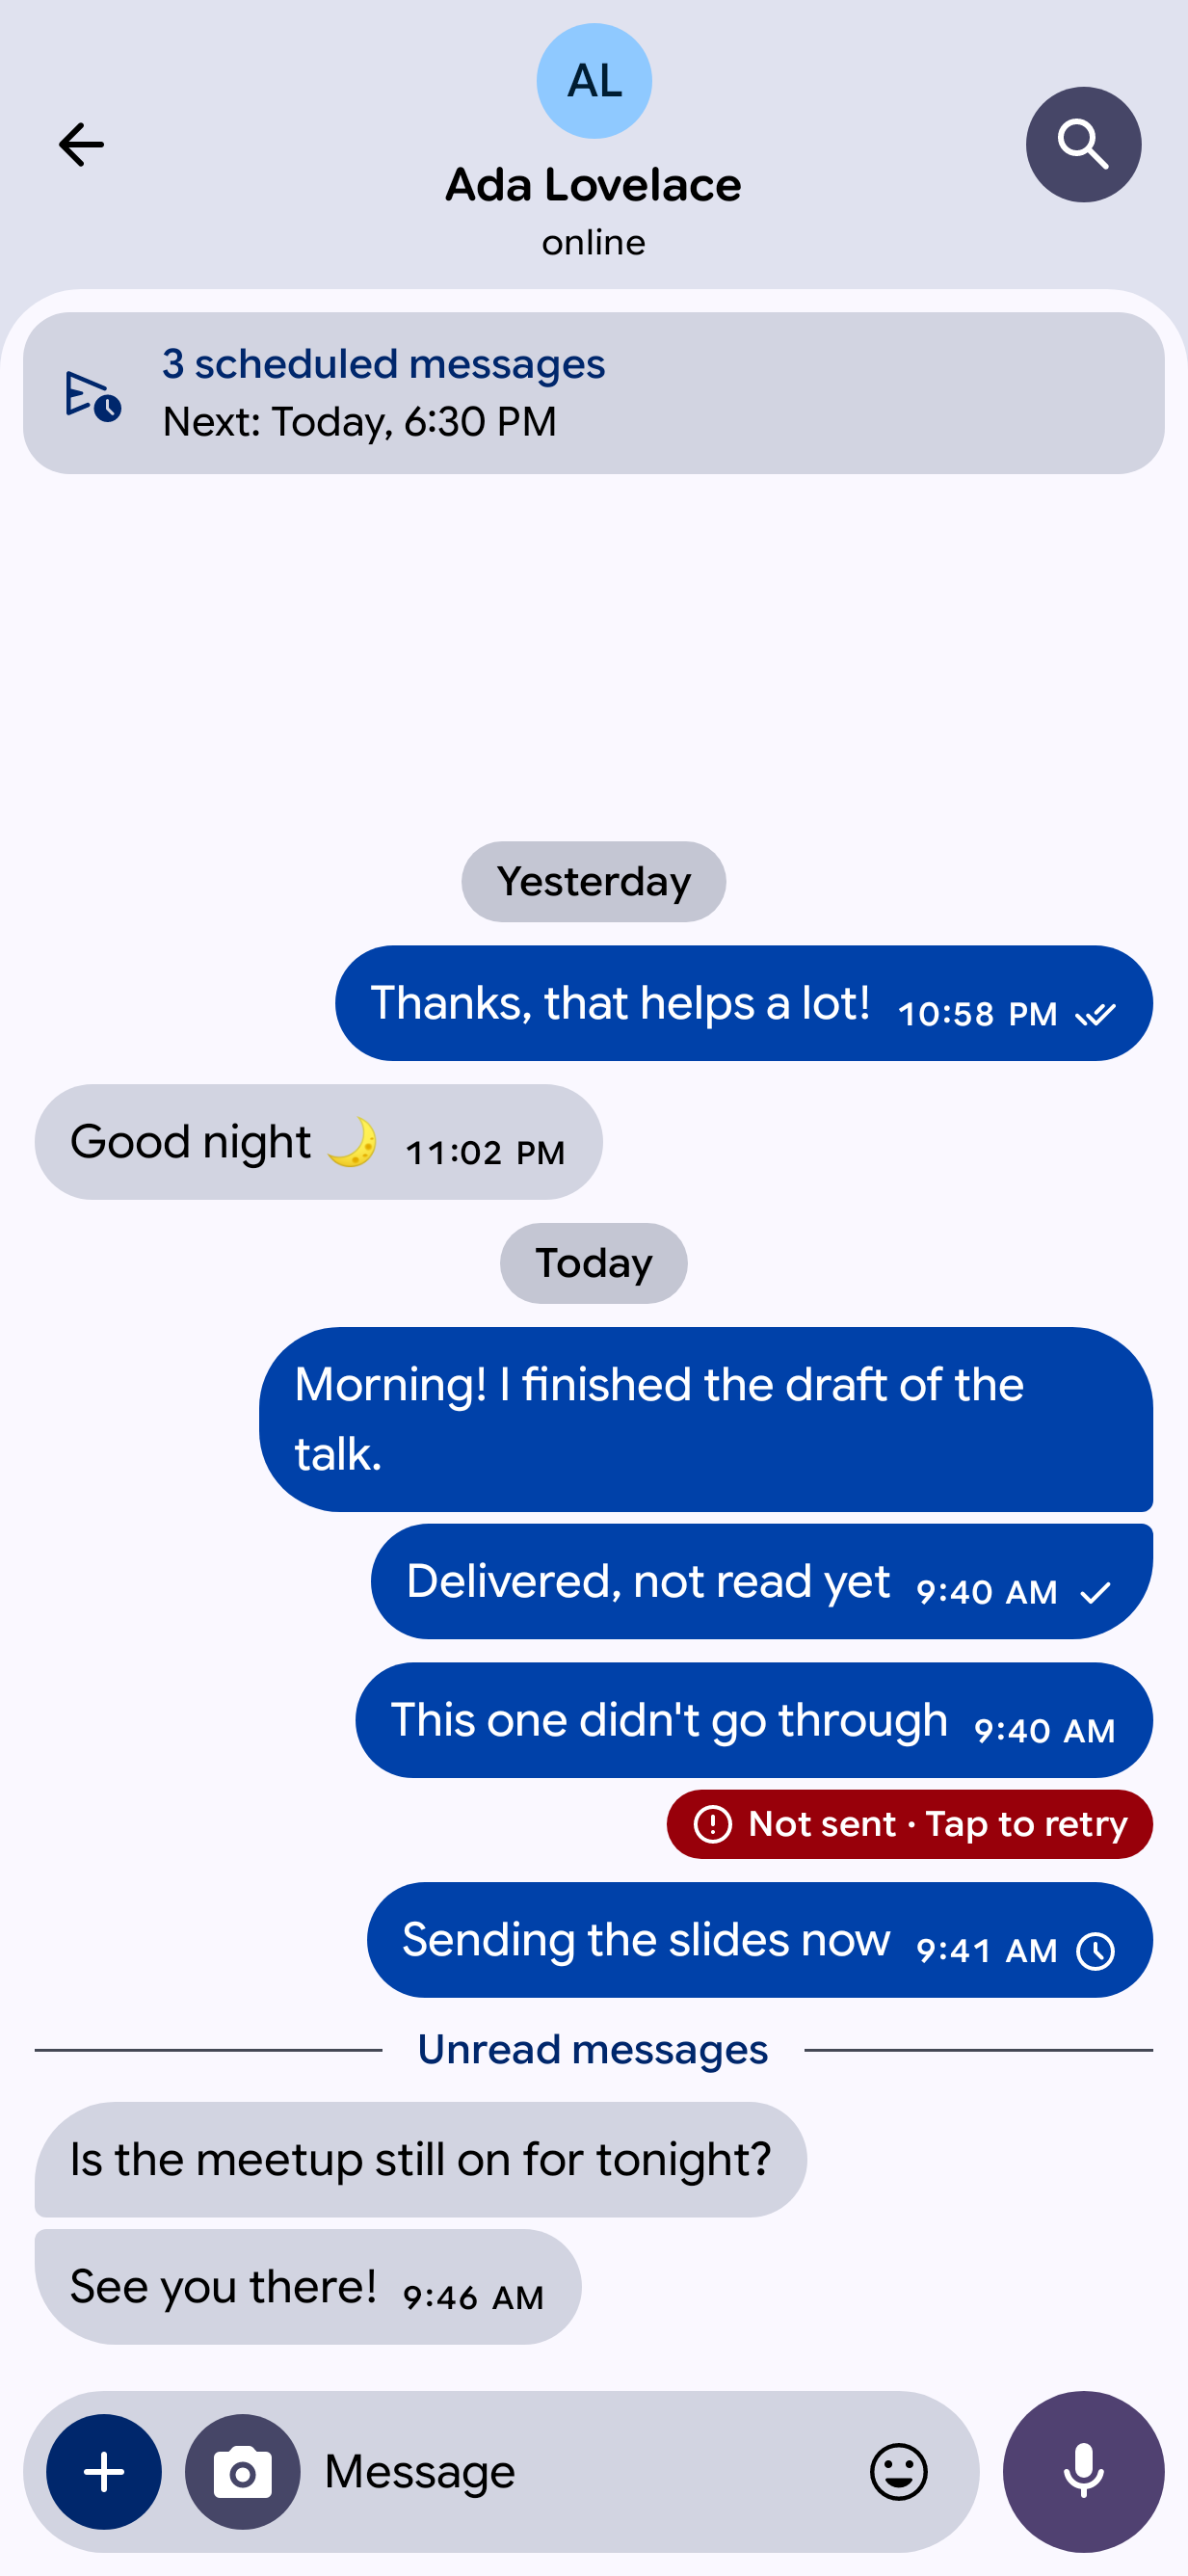 AL
Ada Lovelace
online
3 scheduled messages
Next: Today, 6:30 PM
Yesterday
Thanks, that helps a lot! 10:58 PM
Good night 🌙 11:02 PM
Today
Morning! I finished the draft of the
talk.
Delivered, not read yet 9:40 AM
This one didn't go through 9:40 AM
Not sent · Tap to retry
Sending the slides now 9:41 AM
Unread messages
Is the meetup still on for tonight?
See you there! 9:46 AM
Message